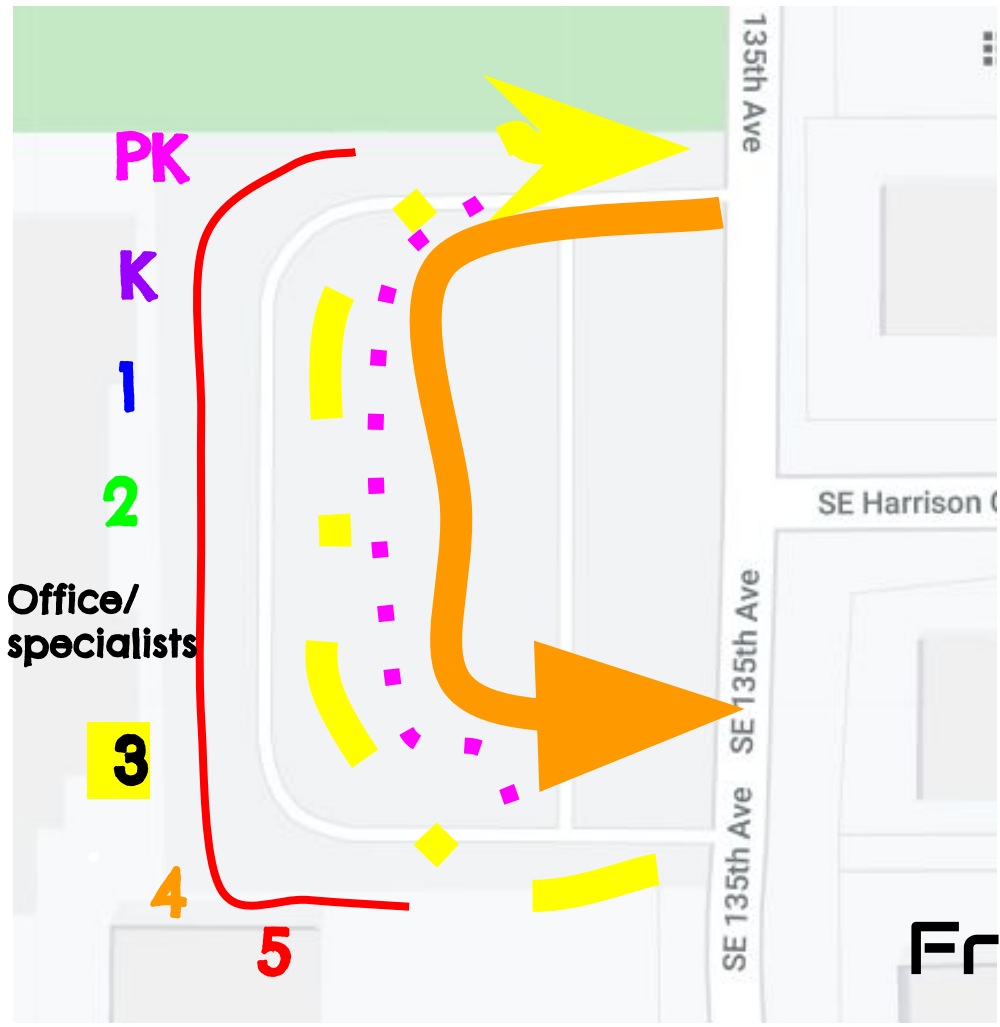 135th Ave
PK
K
1
2
SE Harrison C
Office/
specialists
SE 135th Ave
3
SE 135th Ave
4
5
Fr